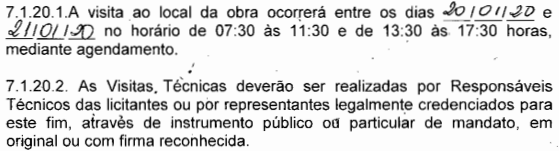 7.1.20.1.A visita ao local da obra ocorrerá entre os dias 20/01/20 e
21/01/20 no horário de 07:30 às 11:30 e de 13:30 às 17:30 horas,
mediante agendamento.
7.1.20.2. As Visitas Técnicas deverão ser realizadas por Responsáveis
Técnicos das licitantes ou por representantes legalmente credenciados para
este fim, através de instrumento público ou particular de mandato, em
original ou com firma reconhecida.